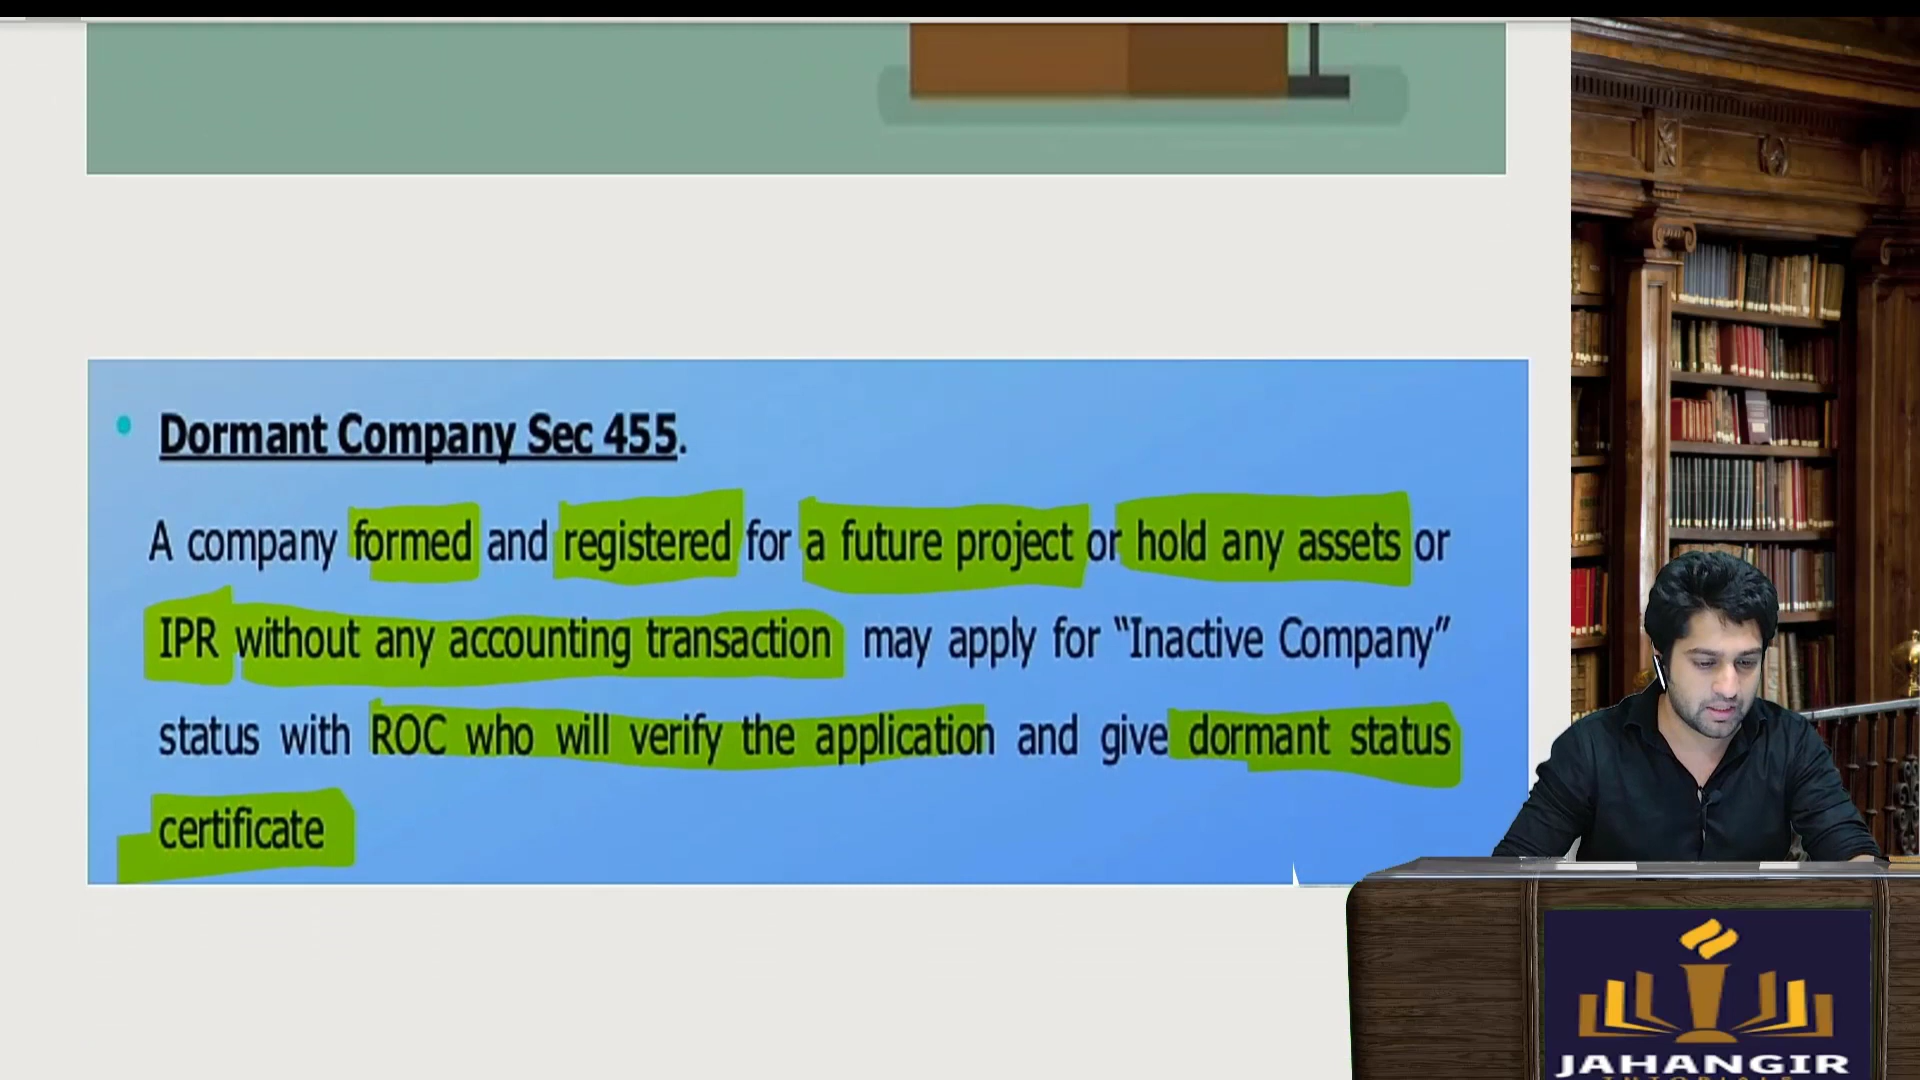 Dormant Company Sec 455.
A company formed and registered for a future project or hold any assets or
IPR without any accounting transaction may apply for “Inactive Company”
status with ROC who will verify the application and give dormant status
certificate
JAHANGIR